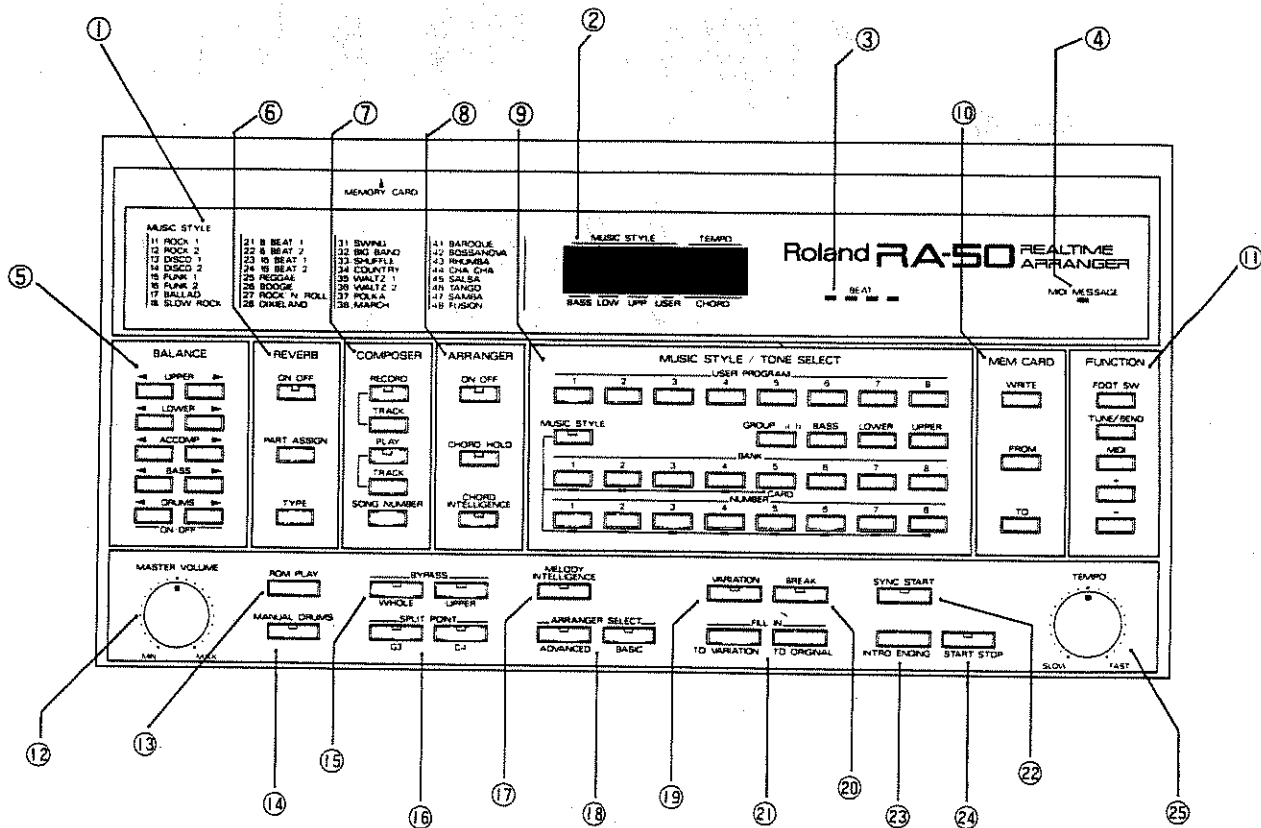 ① ② ③ ④
⑥ ⑦ ⑧ ⑨ ⑩
MEMORY CARD
MUSIC STYLE
11 ROCK 1
12 ROCK 2
13 DISCO 1
14 DISCO 2
15 FUNK 1
16 FUNK 2
17 BALLAD
18 SLOW ROCK
21 8 BEAT 1
22 8 BEAT 2
23 16 BEAT 1
24 16 BEAT 2
25 REGGAE
26 BOOGIE
27 ROCK N ROLL
28 DIXIELAND
31 SWING
32 BIG BAND
33 SHUFFLE
34 COUNTRY
35 WALTZ 1
36 WALTZ 2
37 POLKA
38 MARCH
41 BAROQUE
42 BOSSANOVA
43 RHUMBA
44 CHA CHA
45 SALSA
46 TANGO
47 SAMBA
48 FUSION
MUSIC STYLE TEMPO
BASS LOW UPP USER CHORD
BEAT
Roland RA-50 REALTIME ARRANGER
MIDI MESSAGE
⑤ ⑪
BALANCE
UPPER
LOWER
ACCOMP
BASS
DRUMS
ON OFF
REVERB
ON OFF
PART ASSIGN
TYPE
COMPOSER
RECORD
TRACK
PLAY
TRACK
SONG NUMBER
ARRANGER
ON OFF
CHORD HOLD
CHORD INTELLIGENCE
MUSIC STYLE / TONE SELECT
USER PROGRAM
1 2 3 4 5 6 7 8
MUSIC STYLE
GROUP a b BASS LOWER UPPER
BANK
1 2 3 4 5 6 7 8
CARD
NUMBER
1 2 3 4 5 6 7 8
MEM CARD
WRITE
FROM
TO
FUNCTION
FOOT SW
TUNE/BEND
MIDI
+
-
MASTER VOLUME
MIN MAX
ROM PLAY
MANUAL DRUMS
BYPASS
WHOLE UPPER
SPLIT POINT
G3 C4
MELODY INTELLIGENCE
ARRANGER SELECT
ADVANCED BASIC
VARIATION BREAK
FILL IN
TO VARIATION TO ORIGINAL
SYNC START
INTRO ENDING START STOP
TEMPO
SLOW FAST
⑫ ⑬ ⑭ ⑮ ⑯ ⑰ ⑱ ⑲ ⑳ ㉑ ㉒ ㉓ ㉔ ㉕